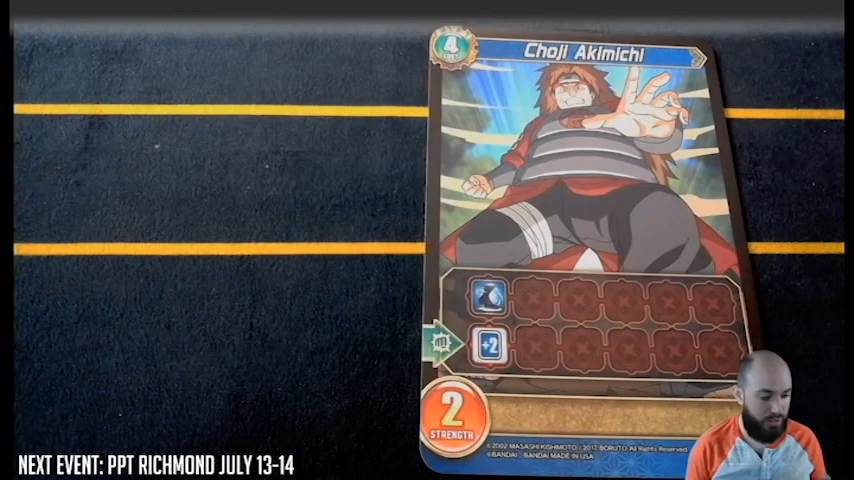 4
COST
Choji Akimichi
+2
2
STRENGTH
©2002 MASASHI KISHIMOTO / 2017 BORUTO All Rights Reserved.
©BANDAI BANDAI MADE IN USA
NEXT EVENT: PPT RICHMOND JULY 13-14